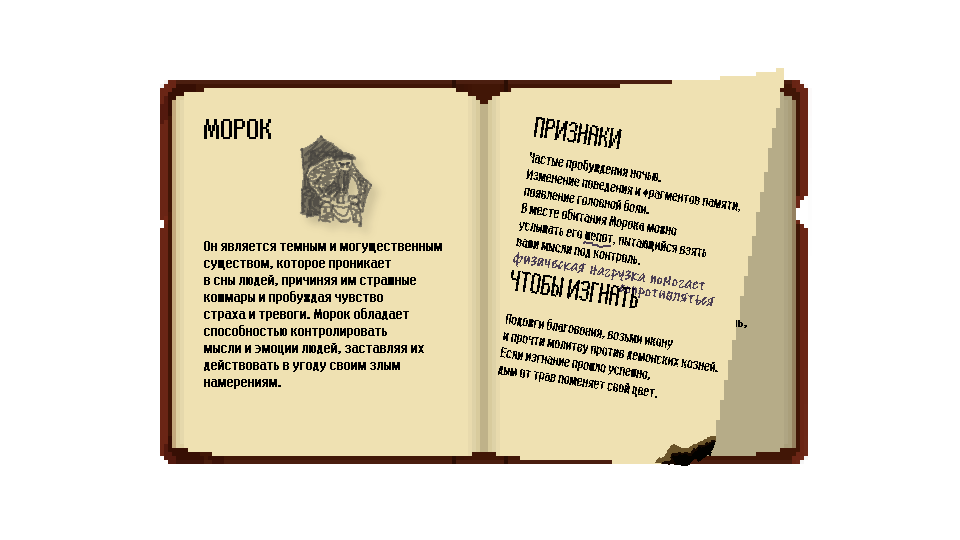 МОРОК
Он является темным и могущественным
существом, которое проникает
в сны людей, причиняя им страшные
кошмары и пробуждая чувство
страха и тревоги. Морок обладает
способностью контролировать
мысли и эмоции людей, заставляя их
действовать в угоду своим злым
намерениям.
ПРИЗНАКИ
Частые пробуждения ночью.
Изменение поведения и фрагментов памяти,
появление головной боли.
В месте обитания Морока можно
услышать его шепот, пытающийся взять
ваши мысли под контроль.
физическая нагрузка помогает
сопротивляться
ЧТОБЫ ИЗГНАТЬ
Подожги благовония, возьми икону
и прочти молитву против демонских козней.
Если изгнание прошло успешно,
дым от трав поменяет свой цвет.
ь,